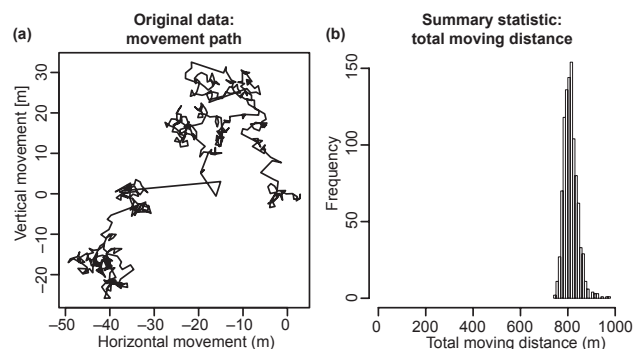 (a)
Original data:
movement path
Vertical movement [m]
30
20
10
0
−10
−20
−50 −40 −30 −20 −10 0
Horizontal movement (m)
(b)
Summary statistic:
total moving distance
Frequency
150
100
50
0
0 200 400 600 800 1000
Total moving distance (m)